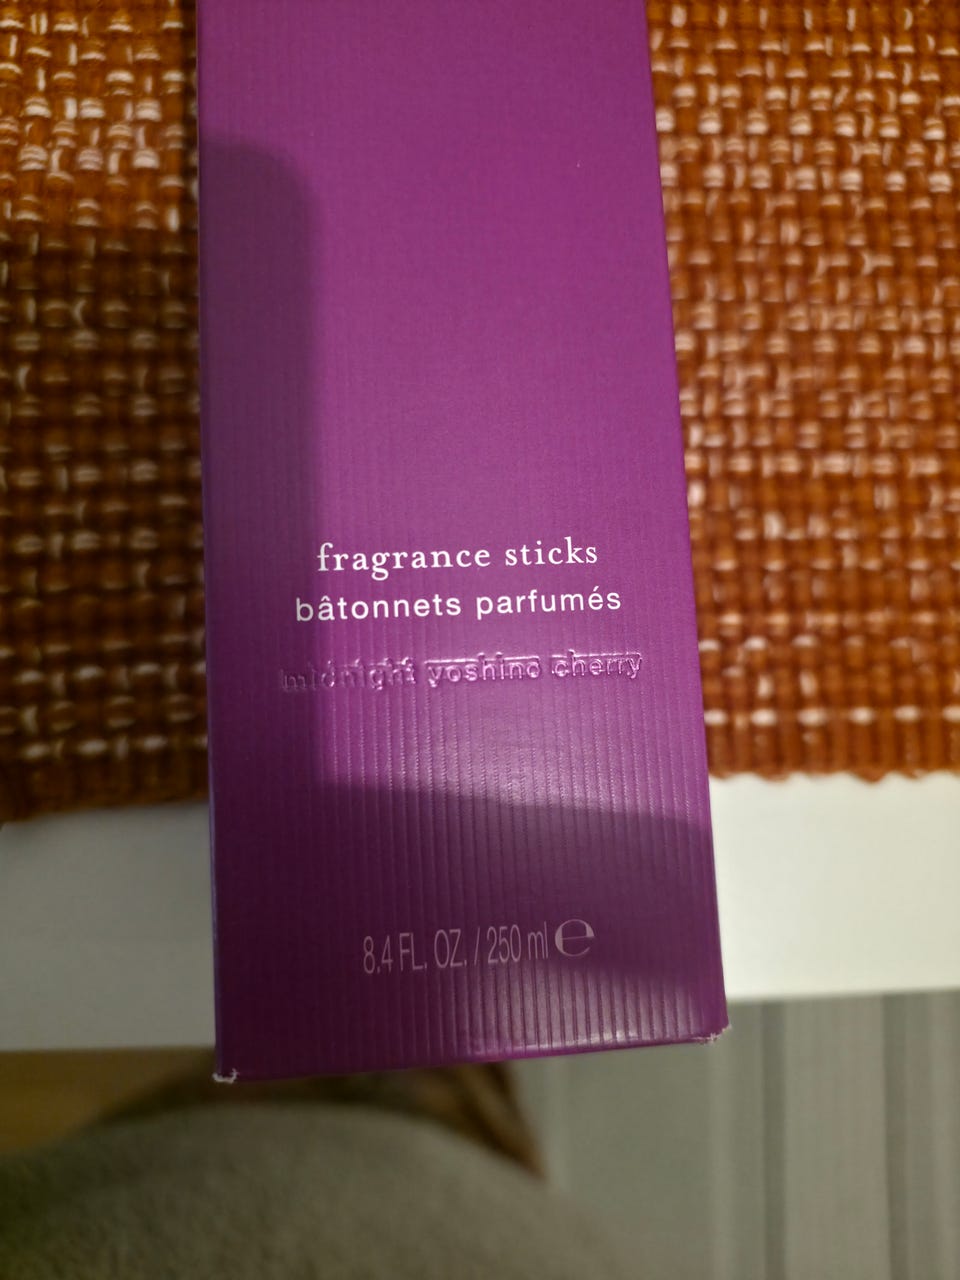 fragrance sticks
bâtonnets parfumés
midnight yoshino cherry
8.4 FL. OZ. / 250 ml ℮